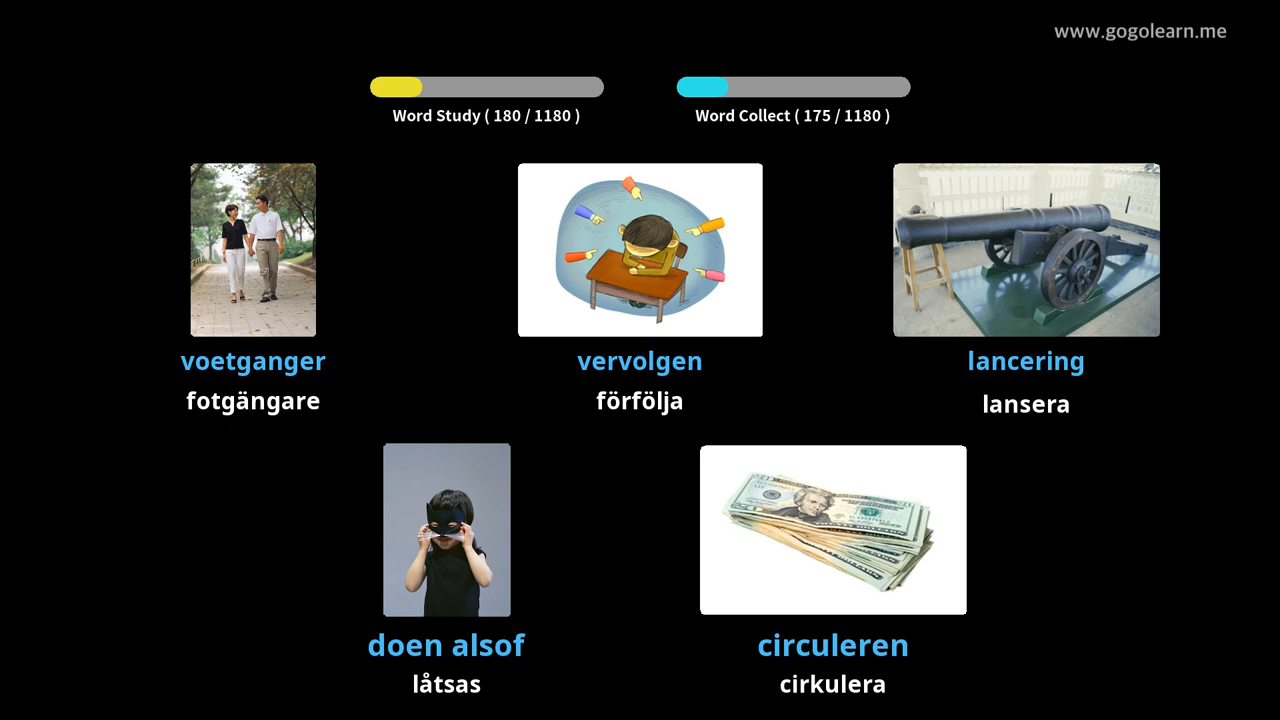 www.gogolearn.me
Word Study ( 180 / 1180 )
Word Collect ( 175 / 1180 )
voetganger
fotgängare
vervolgen
förfölja
lancering
lansera
doen alsof
låtsas
circuleren
cirkulera